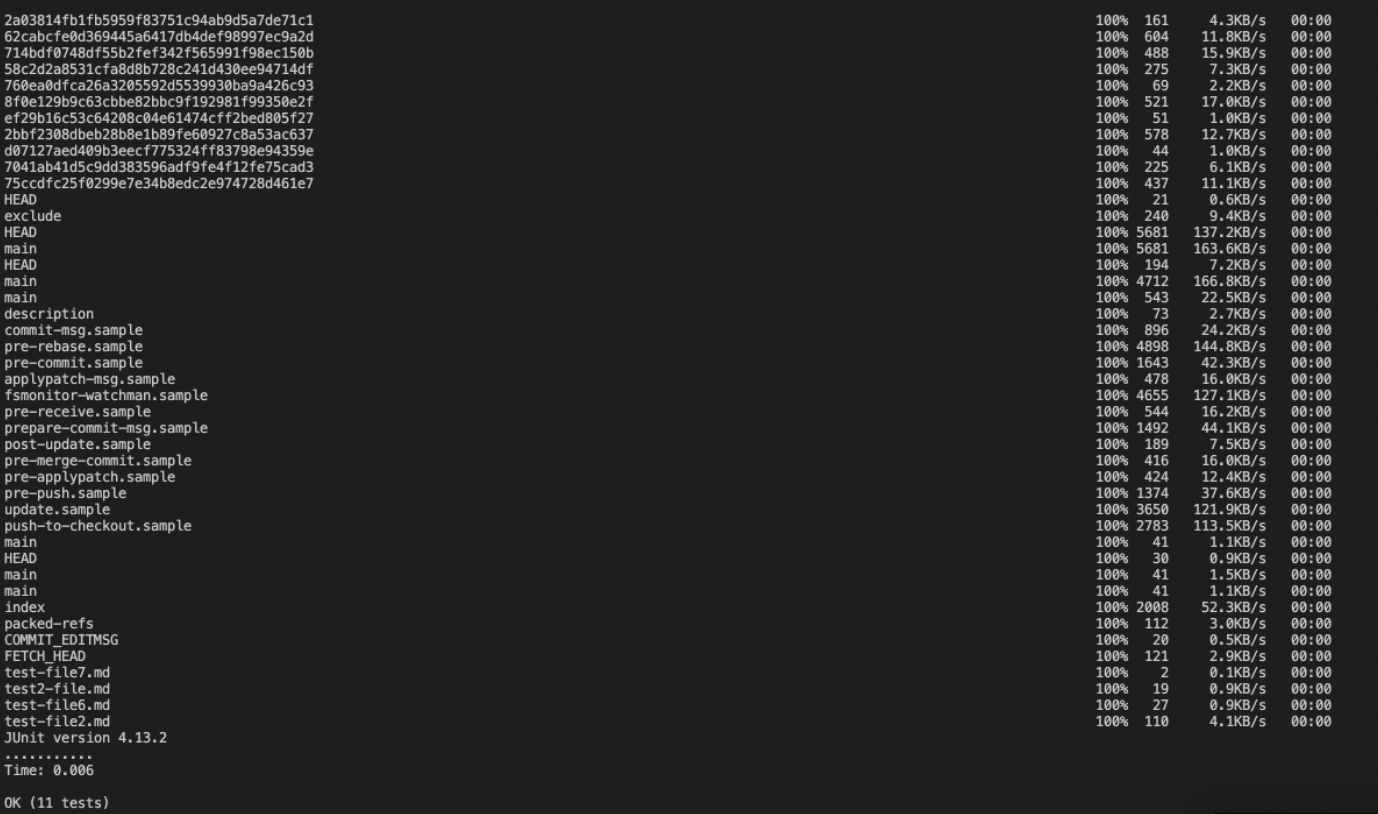 2a03814fb1fb5959f83751c94ab9d5a7de71c1 100% 161 4.3KB/s 00:00
62cabcfe0d369445a6417db4def98997ec9a2d 100% 604 11.8KB/s 00:00
714bdf0748df55b2fef342f565991f98ec150b 100% 488 15.9KB/s 00:00
58c2d2a8531cfa8d8b728c241d430ee94714df 100% 275 7.3KB/s 00:00
760ea0dfca26a3205592d5539930ba9a426c93 100% 69 2.2KB/s 00:00
8f0e129b9c63cbbe82bbc9f192981f99350e2f 100% 521 17.0KB/s 00:00
ef29b16c53c64208c04e61474cff2bed805f27 100% 51 1.0KB/s 00:00
2bbf2308dbeb28b8e1b89fe60927c8a53ac637 100% 578 12.7KB/s 00:00
d07127aed409b3eecf775324ff83798e94359e 100% 44 1.0KB/s 00:00
7041ab41d5c9dd383596adf9fe4f12fe75cad3 100% 225 6.1KB/s 00:00
75ccdfc25f0299e7e34b8edc2e974728d461e7 100% 437 11.1KB/s 00:00
HEAD 100% 21 0.6KB/s 00:00
exclude 100% 240 9.4KB/s 00:00
HEAD 100% 5681 137.2KB/s 00:00
main 100% 5681 163.6KB/s 00:00
HEAD 100% 194 7.2KB/s 00:00
main 100% 4712 166.8KB/s 00:00
main 100% 543 22.5KB/s 00:00
description 100% 73 2.7KB/s 00:00
commit-msg.sample 100% 896 24.2KB/s 00:00
pre-rebase.sample 100% 4898 144.8KB/s 00:00
pre-commit.sample 100% 1643 42.3KB/s 00:00
applypatch-msg.sample 100% 478 16.0KB/s 00:00
fsmonitor-watchman.sample 100% 4655 127.1KB/s 00:00
pre-receive.sample 100% 544 16.2KB/s 00:00
prepare-commit-msg.sample 100% 1492 44.1KB/s 00:00
post-update.sample 100% 189 7.5KB/s 00:00
pre-merge-commit.sample 100% 416 16.0KB/s 00:00
pre-applypatch.sample 100% 424 12.4KB/s 00:00
pre-push.sample 100% 1374 37.6KB/s 00:00
update.sample 100% 3650 121.9KB/s 00:00
push-to-checkout.sample 100% 2783 113.5KB/s 00:00
main 100% 41 1.1KB/s 00:00
HEAD 100% 30 0.9KB/s 00:00
main 100% 41 1.5KB/s 00:00
main 100% 41 1.1KB/s 00:00
index 100% 2008 52.3KB/s 00:00
packed-refs 100% 112 3.0KB/s 00:00
COMMIT_EDITMSG 100% 20 0.5KB/s 00:00
FETCH_HEAD 100% 121 2.9KB/s 00:00
test-file7.md 100% 2 0.1KB/s 00:00
test2-file.md 100% 19 0.9KB/s 00:00
test-file6.md 100% 27 0.9KB/s 00:00
test-file2.md 100% 110 4.1KB/s 00:00
JUnit version 4.13.2
...........
Time: 0.006
OK (11 tests)